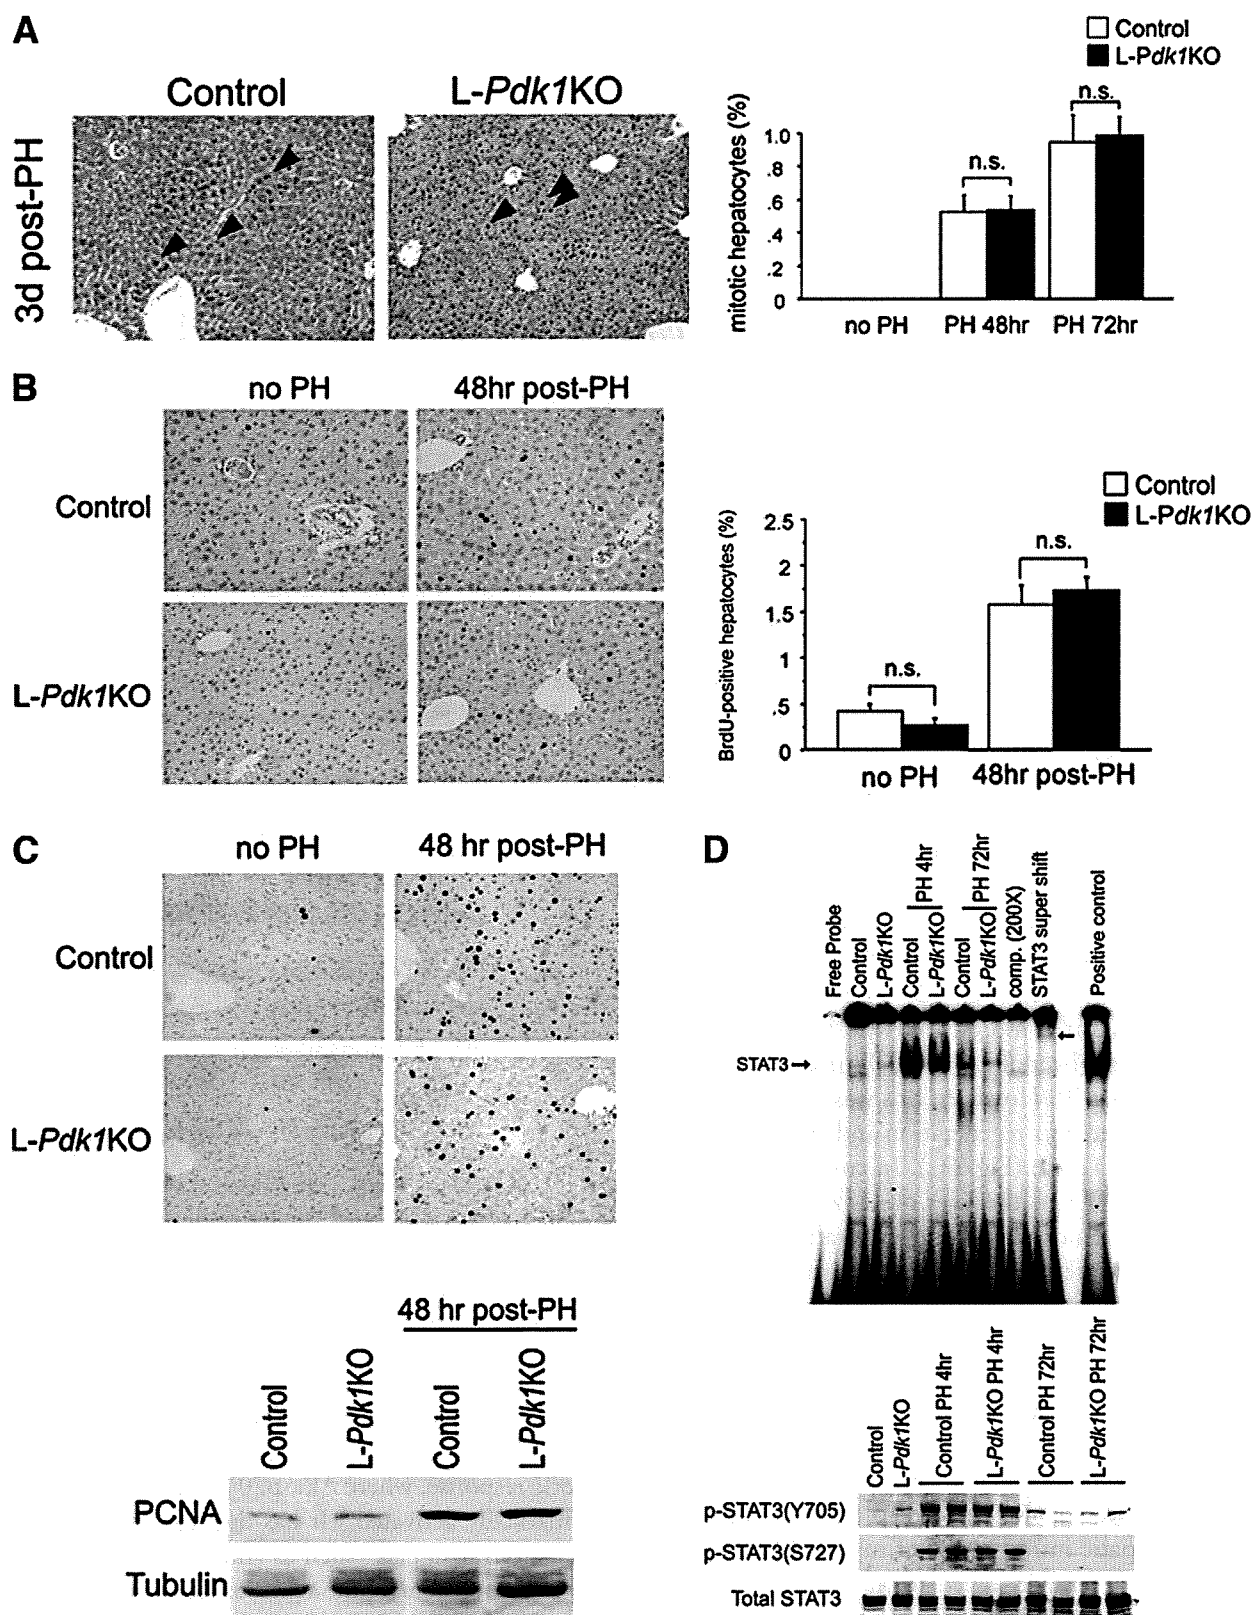 A
Control
L-Pdk1KO
3d post-PH
Control
L-Pdk1KO
mitotic hepatocytes (%)
n.s.
n.s.
1.0
.8
.6
.4
.2
0
no PH
PH 48hr
PH 72hr
B
no PH
48hr post-PH
Control
L-Pdk1KO
Control
L-Pdk1KO
BrdU-positive hepatocytes (%)
2.5
2
1.5
1
.5
0
n.s.
n.s.
no PH
48hr post-PH
C
no PH
48 hr post-PH
Control
L-Pdk1KO
48 hr post-PH
Control
L-Pdk1KO
Control
L-Pdk1KO
PCNA
Tubulin
D
Free Probe
Control
L-Pdk1KO
Control
L-Pdk1KO
PH 4hr
Control
L-Pdk1KO
PH 72hr
comp. (200X)
STAT3 super shift
Positive control
STAT3
Control
L-Pdk1KO
Control PH 4hr
L-Pdk1KO PH 4hr
Control PH 72hr
L-Pdk1KO PH 72hr
p-STAT3(Y705)
p-STAT3(S727)
Total STAT3